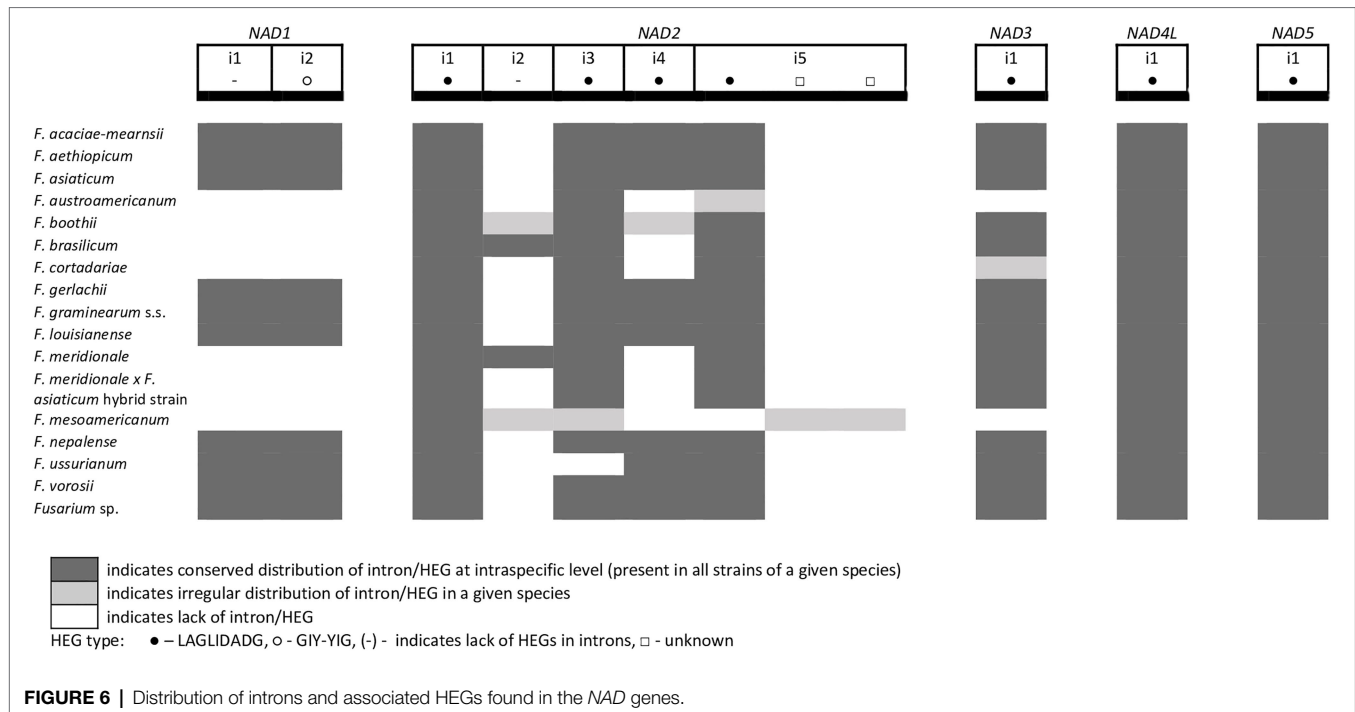 NAD1 NAD2 NAD3 NAD4L NAD5
i1 i2 i1 i2 i3 i4 i5 i1 i1 i1
- ○ ● - ● ● ● □ □ ● ● ●
F. acaciae-mearnsii
F. aethiopicum
F. asiaticum
F. austroamericanum
F. boothii
F. brasilicum
F. cortadariae
F. gerlachii
F. graminearum s.s.
F. louisianense
F. meridionale
F. meridionale x F.
asiaticum hybrid strain
F. mesoamericanum
F. nepalense
F. ussurianum
F. vorosii
Fusarium sp.
indicates conserved distribution of intron/HEG at intraspecific level (present in all strains of a given species)
indicates irregular distribution of intron/HEG in a given species
indicates lack of intron/HEG
HEG type: ● – LAGLIDADG, ○ - GIY-YIG, (-) - indicates lack of HEGs in introns, □ - unknown
FIGURE 6 | Distribution of introns and associated HEGs found in the NAD genes.